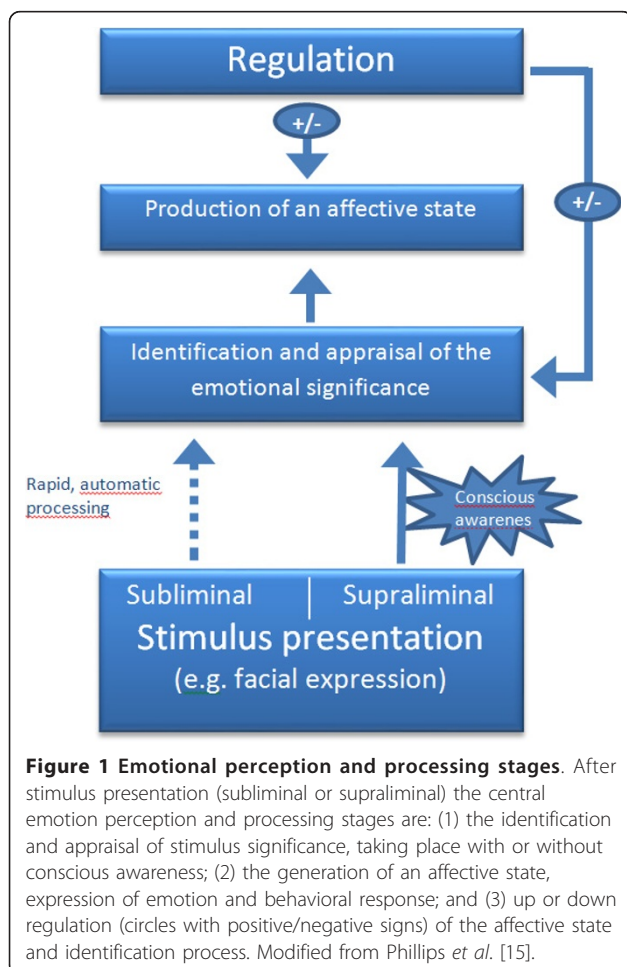 Regulation
+/-
Production of an affective state
+/-
Identification and appraisal of the
emotional significance
Rapid, automatic
processing
Conscious
awarenes
Subliminal | Supraliminal
Stimulus presentation
(e.g. facial expression)
Figure 1 Emotional perception and processing stages. After
stimulus presentation (subliminal or supraliminal) the central
emotion perception and processing stages are: (1) the identification
and appraisal of stimulus significance, taking place with or without
conscious awareness; (2) the generation of an affective state,
expression of emotion and behavioral response; and (3) up or down
regulation (circles with positive/negative signs) of the affective state
and identification process. Modified from Phillips et al. [15].